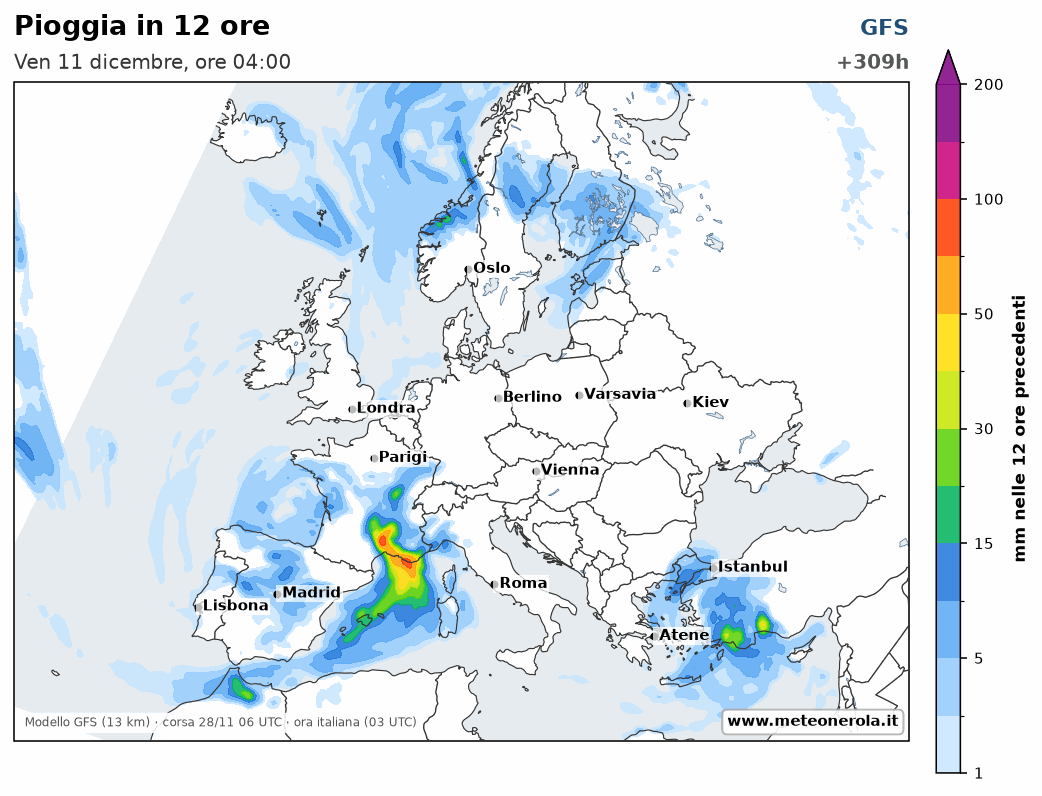 Pioggia in 12 ore
GFS
Ven 11 dicembre, ore 04:00
+309h
200
100
50
30
15
5
1
mm nelle 12 ore precedenti
Oslo
Londra
Berlino
Varsavia
Kiev
Parigi
Vienna
Istanbul
Roma
Madrid
Lisbona
Atene
Modello GFS (13 km) · corsa 28/11 06 UTC · ora italiana (03 UTC)
www.meteonerola.it